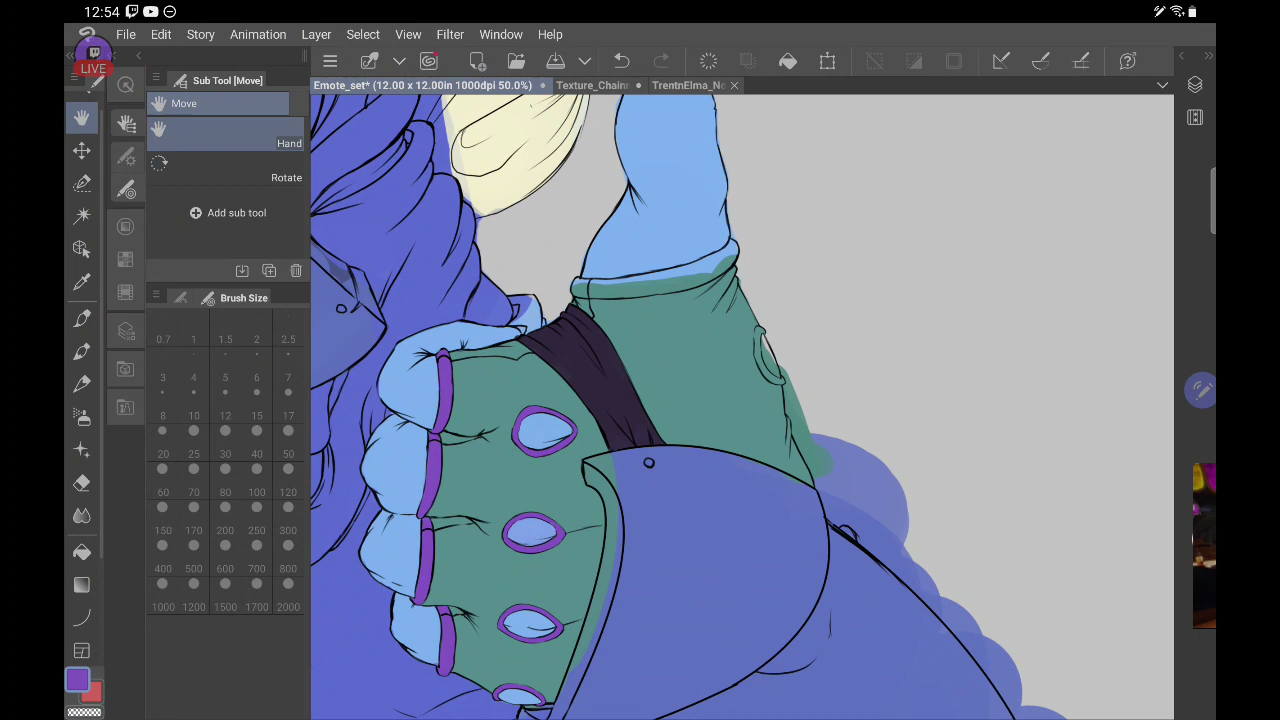 12:54
LIVE
File Edit Story Animation Layer Select View Filter Window Help
Sub Tool [Move]
Emote_set* (12.00 x 12.00in 1000dpi 50.0%)
Texture_Chainr
TrentnElma_Ne
Move
Hand
Rotate
Add sub tool
Brush Size
0.7 1 1.5 2 2.5
3 4 5 6 7
8 10 12 15 17
20 25 30 40 50
60 70 80 100 120
150 170 200 250 300
400 500 600 700 800
1000 1200 1500 1700 2000